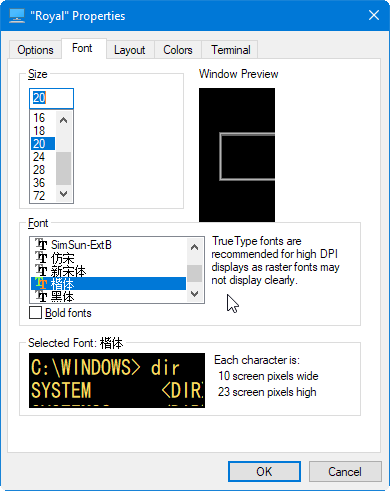 "Royal" Properties
Options
Font
Layout
Colors
Terminal
Size
20
16
18
20
24
28
36
72
Window Preview
Font
SimSun-ExtB
仿宋
新宋体
楷体
黑体
TrueType fonts are
recommended for high DPI
displays as raster fonts may
not display clearly.
Bold fonts
Selected Font: 楷体
C:\WINDOWS> dir
SYSTEM <DIR
Each character is:
10 screen pixels wide
23 screen pixels high
OK
Cancel